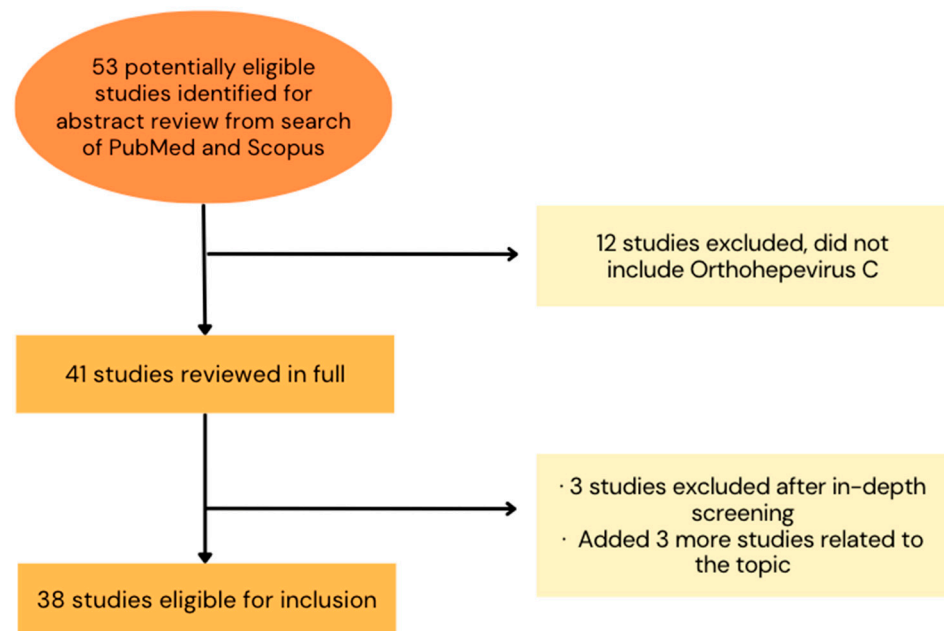 53 potentially eligible
studies identified for
abstract review from search
of PubMed and Scopus
12 studies excluded, did not
include Orthohepevirus C
41 studies reviewed in full
· 3 studies excluded after in-depth
screening
· Added 3 more studies related to
the topic
38 studies eligible for inclusion